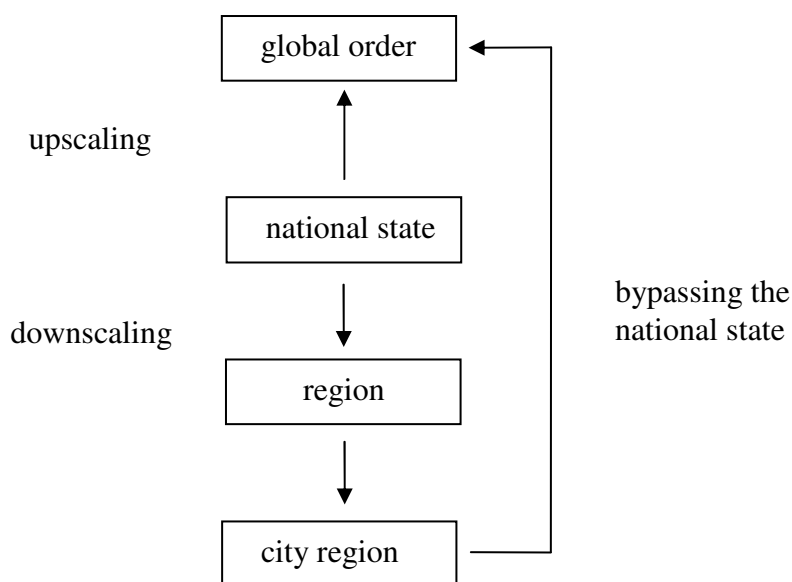 global order
upscaling
national state
bypassing the
national state
downscaling
region
city region